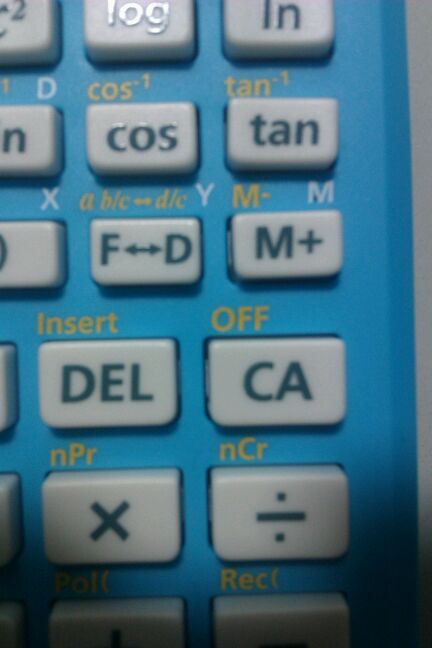 log ln
D cos⁻¹ tan⁻¹
cos tan
X a b/c↔d/c Y M- M
) F↔D M+
Insert OFF
DEL CA
nPr nCr
× ÷
Pol( Rec(